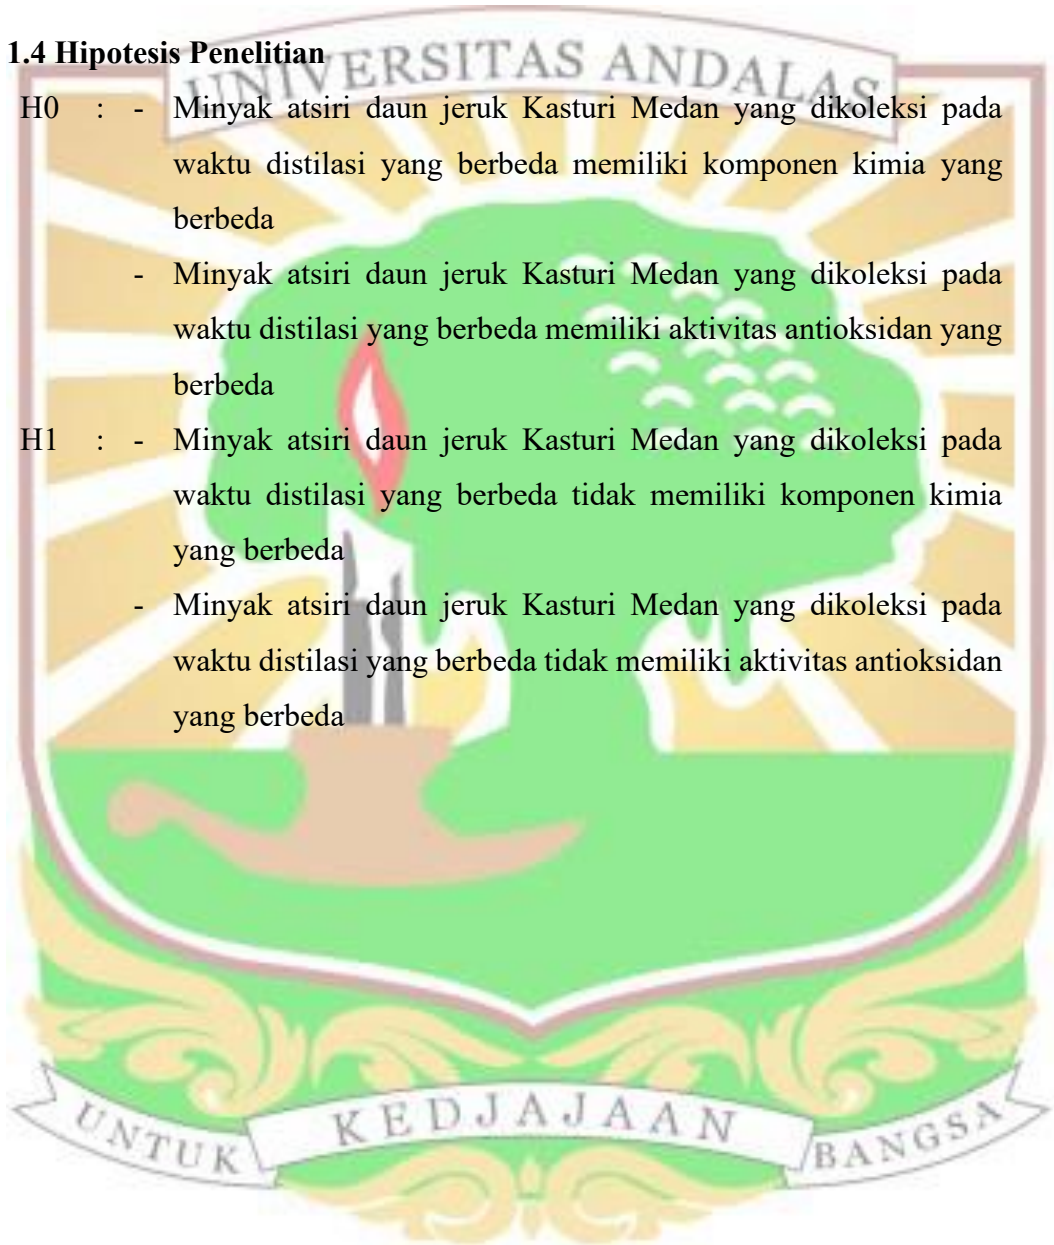 1.4 Hipotesis Penelitian
UNIVERSITAS ANDALAS
H0 : - Minyak atsiri daun jeruk Kasturi Medan yang dikoleksi pada
waktu distilasi yang berbeda memiliki komponen kimia yang
berbeda
- Minyak atsiri daun jeruk Kasturi Medan yang dikoleksi pada
waktu distilasi yang berbeda memiliki aktivitas antioksidan yang
berbeda
H1 : - Minyak atsiri daun jeruk Kasturi Medan yang dikoleksi pada
waktu distilasi yang berbeda tidak memiliki komponen kimia
yang berbeda
- Minyak atsiri daun jeruk Kasturi Medan yang dikoleksi pada
waktu distilasi yang berbeda tidak memiliki aktivitas antioksidan
yang berbeda
UNTUK KEDJAJAAN BANGSA